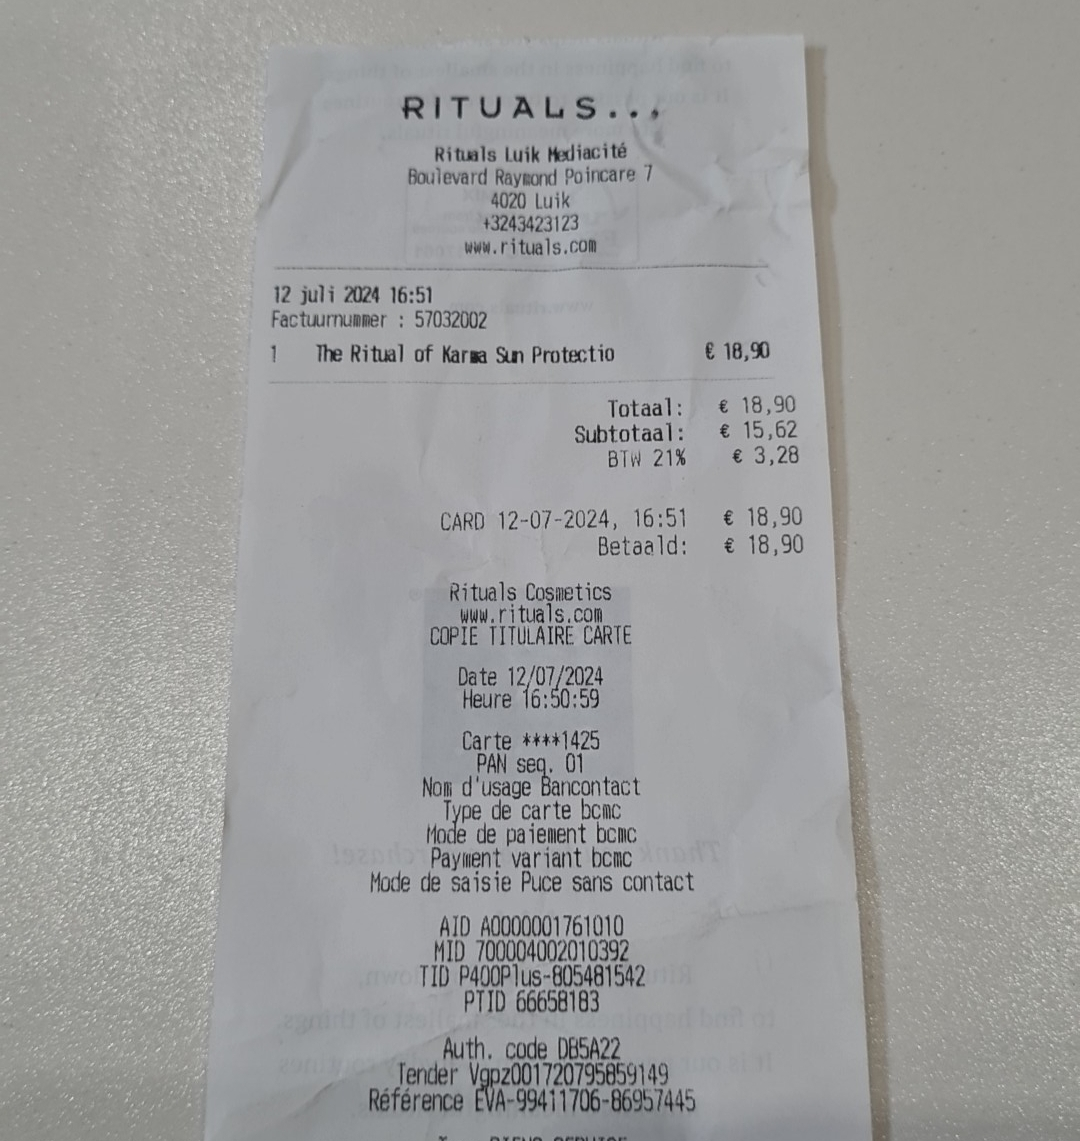 RITUALS...
Rituals Luik Mediacité
Boulevard Raymond Poincare 7
4020 Luik
+3243423123
www.rituals.com
12 juli 2024 16:51
Factuurnummer : 57032002
1 The Ritual of Karma Sun Protectio € 18,90
Totaal: € 18,90
Subtotaal: € 15,62
BTW 21% € 3,28
CARD 12-07-2024, 16:51 € 18,90
Betaald: € 18,90
Rituals Cosmetics
www.rituals.com
COPIE TITULAIRE CARTE
Date 12/07/2024
Heure 16:50:59
Carte ****1425
PAN seq. 01
Nom d'usage Bancontact
Type de carte bcmc
Mode de paiement bcmc
Payment variant bcmc
Mode de saisie Puce sans contact
AID A0000001761010
MID 700004002010392
TID P400Plus-805481542
PTID 66658183
Auth. code DB5A22
Tender Vgpz001720795859149
Référence EVA-99411706-86957445